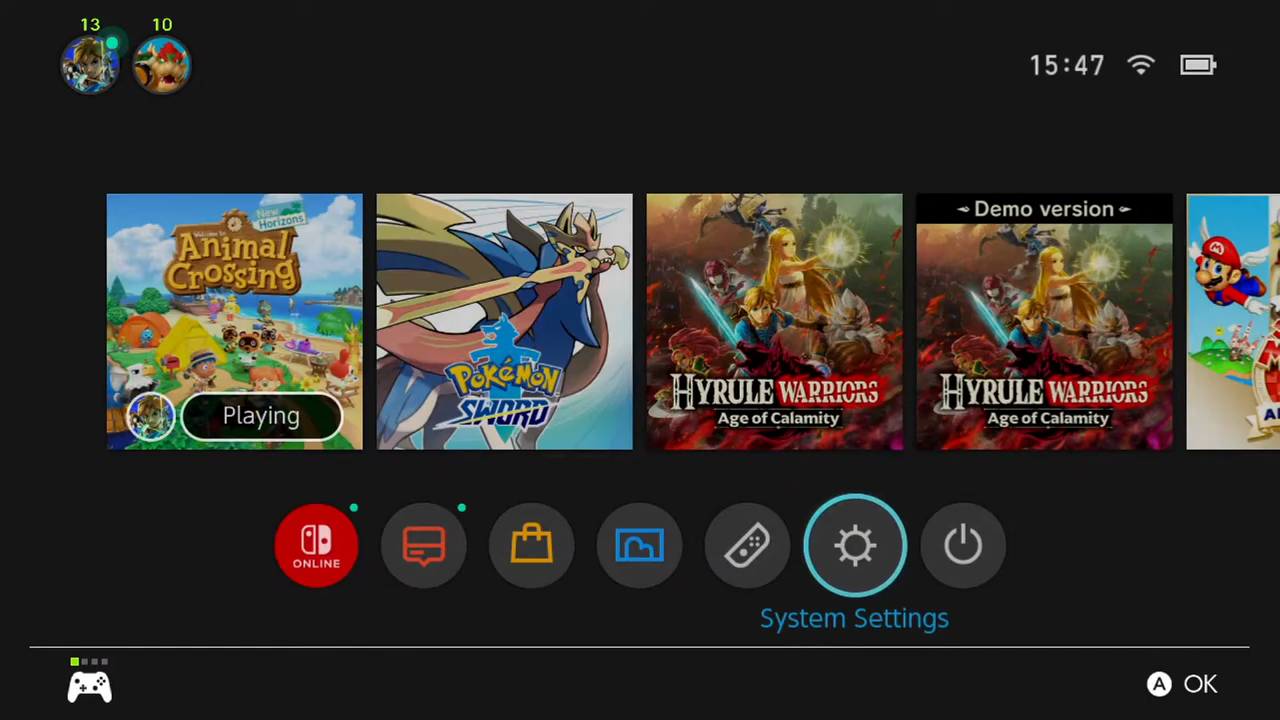 13 10
15:47
Welcome to
New
Horizons
Animal
Crossing
Playing
POKÉMON
SWORD
HYRULE WARRIORS
Age of Calamity
Demo version
HYRULE WARRIORS
Age of Calamity
ONLINE
System Settings
A OK